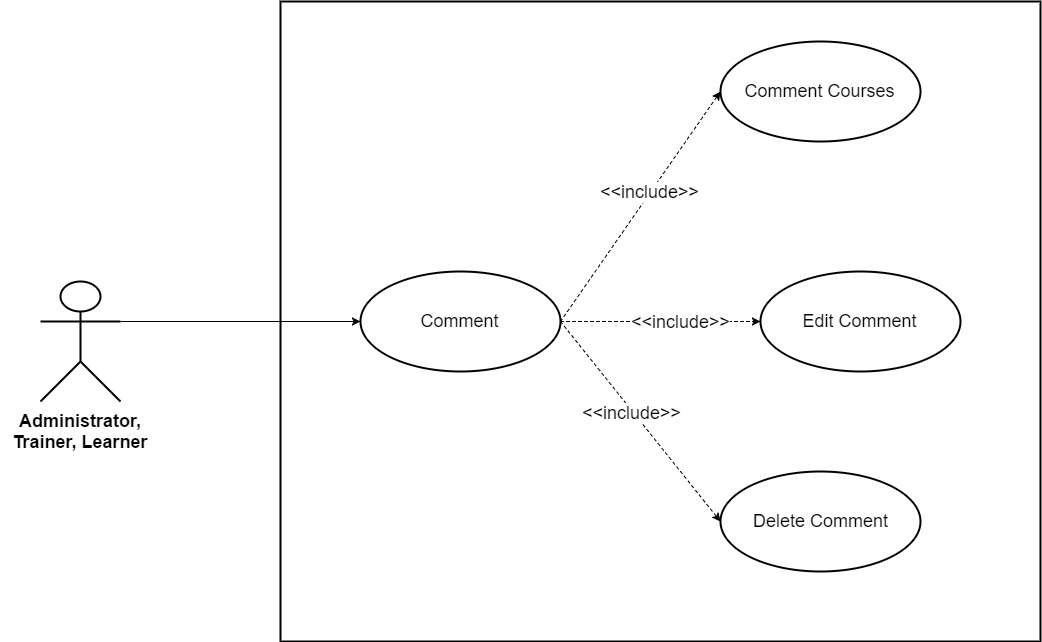 Comment Courses
<<include>>
Comment
<<include>>
Edit Comment
<<include>>
Administrator,
Trainer, Learner
Delete Comment